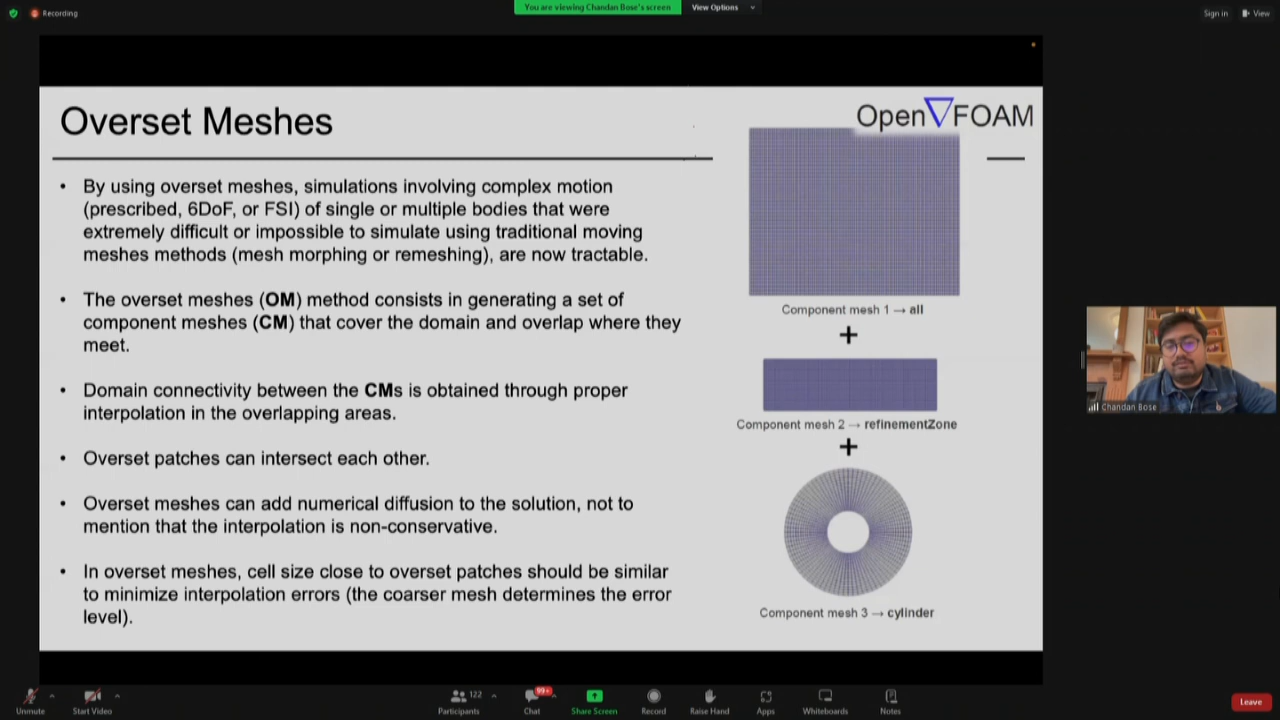 Recording
You are viewing Chandan Bose's screen
View Options
Sign in
View
Overset Meshes
Open FOAM
• By using overset meshes, simulations involving complex motion
(prescribed, 6DoF, or FSI) of single or multiple bodies that were
extremely difficult or impossible to simulate using traditional moving
meshes methods (mesh morphing or remeshing), are now tractable.
• The overset meshes (OM) method consists in generating a set of
component meshes (CM) that cover the domain and overlap where they
meet.
• Domain connectivity between the CMs is obtained through proper
interpolation in the overlapping areas.
• Overset patches can intersect each other.
• Overset meshes can add numerical diffusion to the solution, not to
mention that the interpolation is non-conservative.
• In overset meshes, cell size close to overset patches should be similar
to minimize interpolation errors (the coarser mesh determines the error
level).
Component mesh 1 → all
+
Component mesh 2 → refinementZone
+
Component mesh 3 → cylinder
Chandan Bose
Unmute
Start Video
122
Participants
99+
Chat
Share Screen
Record
Raise Hand
Apps
Whiteboards
Notes
Leave